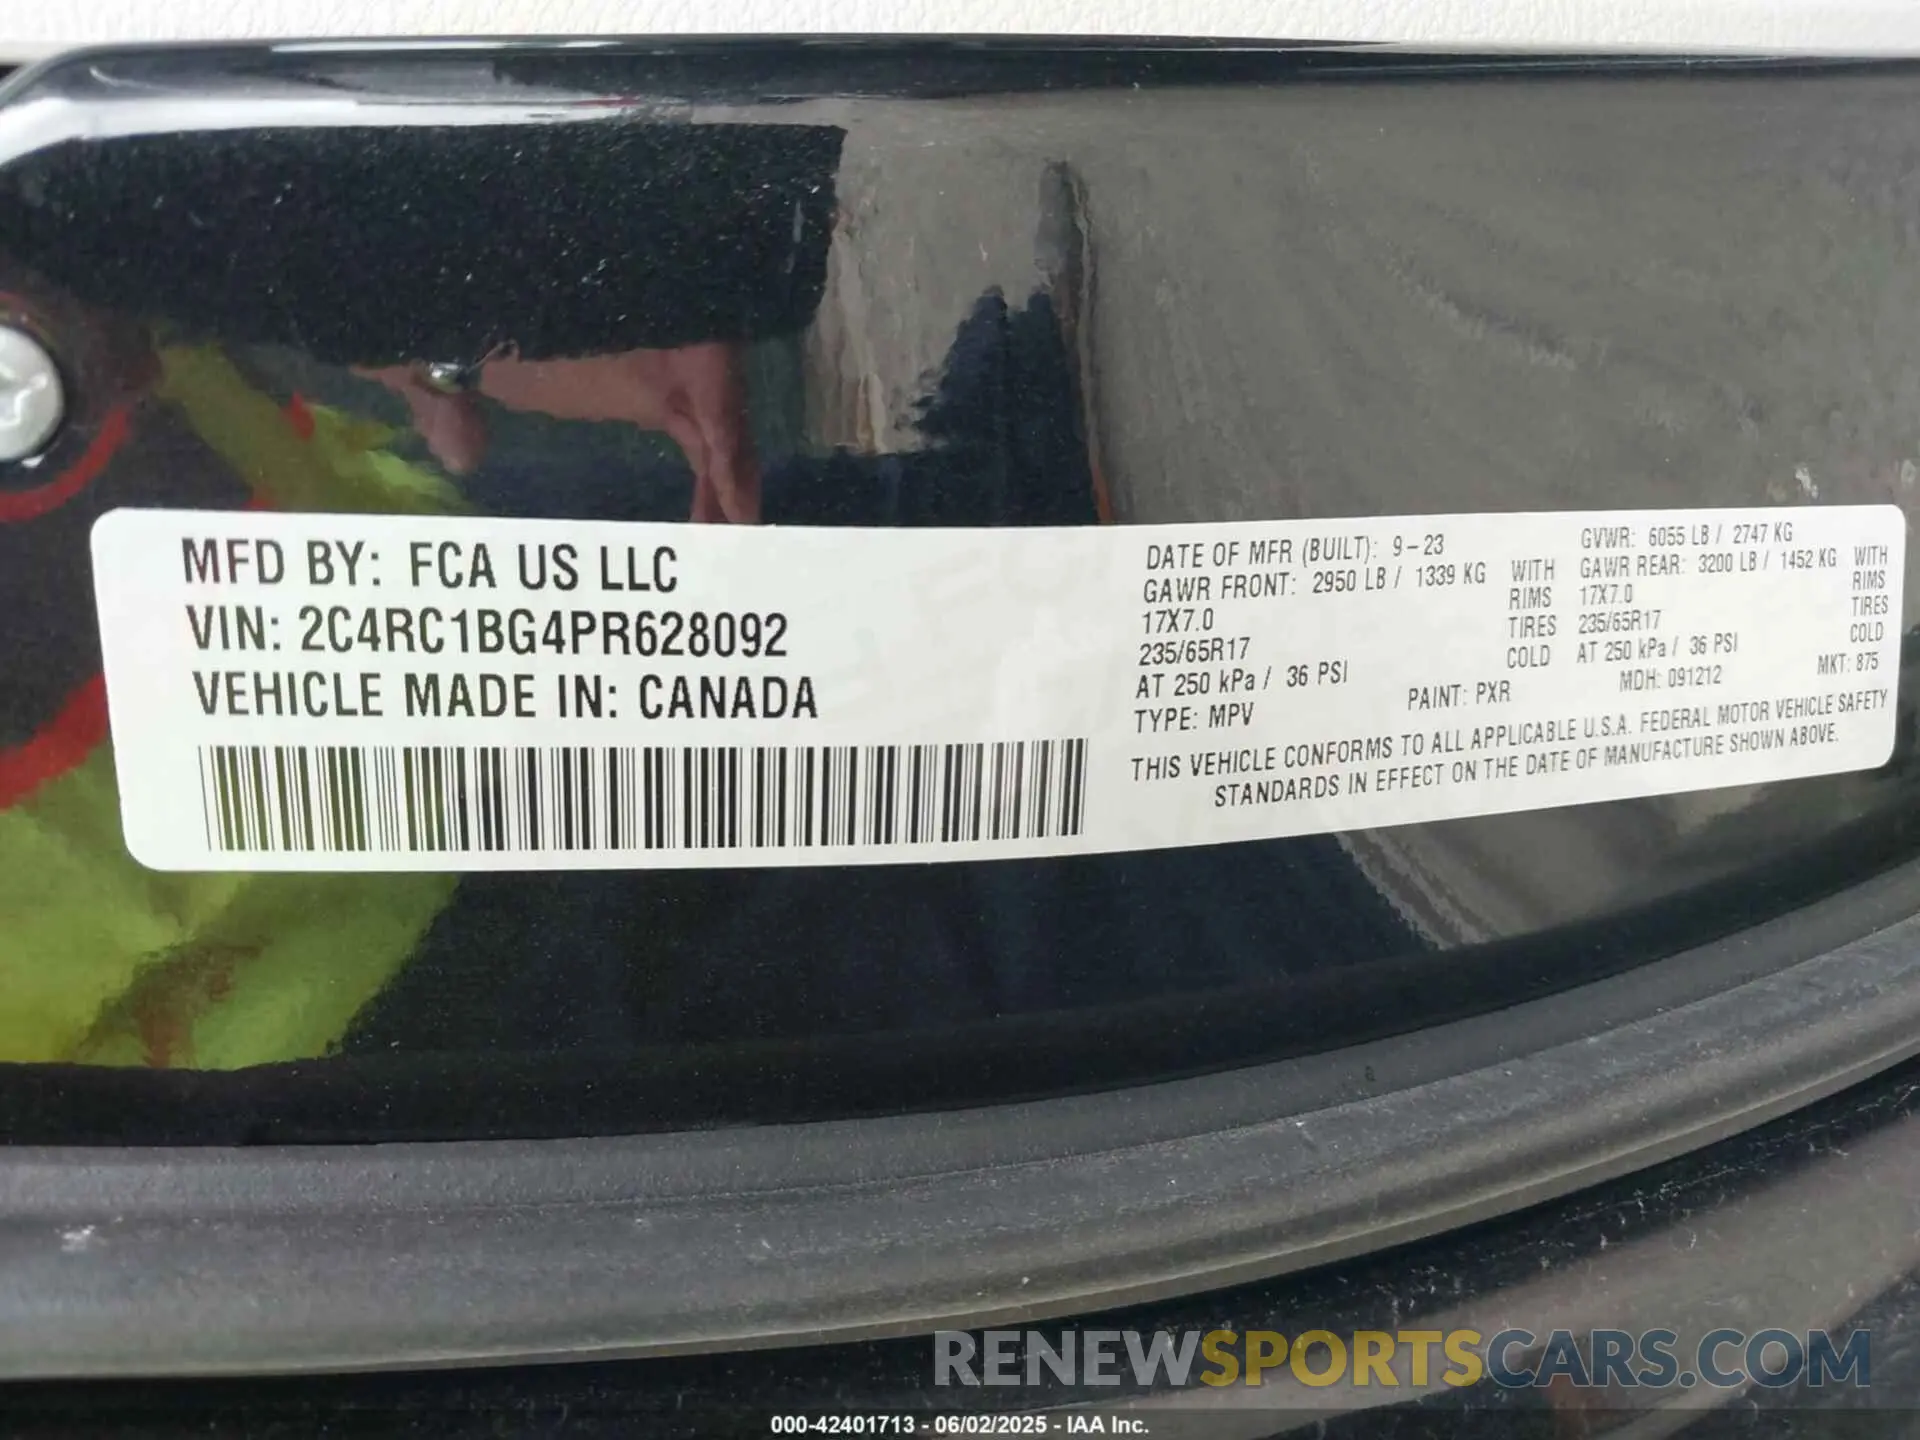 MFD BY: FCA US LLC
VIN: 2C4RC1BG4PR628092
VEHICLE MADE IN: CANADA
DATE OF MFR (BUILT): 9-23 GVWR: 6055 LB / 2747 KG
GAWR FRONT: 2950 LB / 1339 KG WITH GAWR REAR: 3200 LB / 1452 KG WITH
17X7.0 RIMS 17X7.0 RIMS
235/65R17 TIRES 235/65R17 TIRES
AT 250 kPa / 36 PSI COLD AT 250 kPa / 36 PSI COLD
TYPE: MPV PAINT: PXR MDH: 091212 MKT: 875
THIS VEHICLE CONFORMS TO ALL APPLICABLE U.S.A. FEDERAL MOTOR VEHICLE SAFETY
STANDARDS IN EFFECT ON THE DATE OF MANUFACTURE SHOWN ABOVE.
RENEWSPORTSCARS.COM
000-42401713 - 06/02/2025 - IAA Inc.